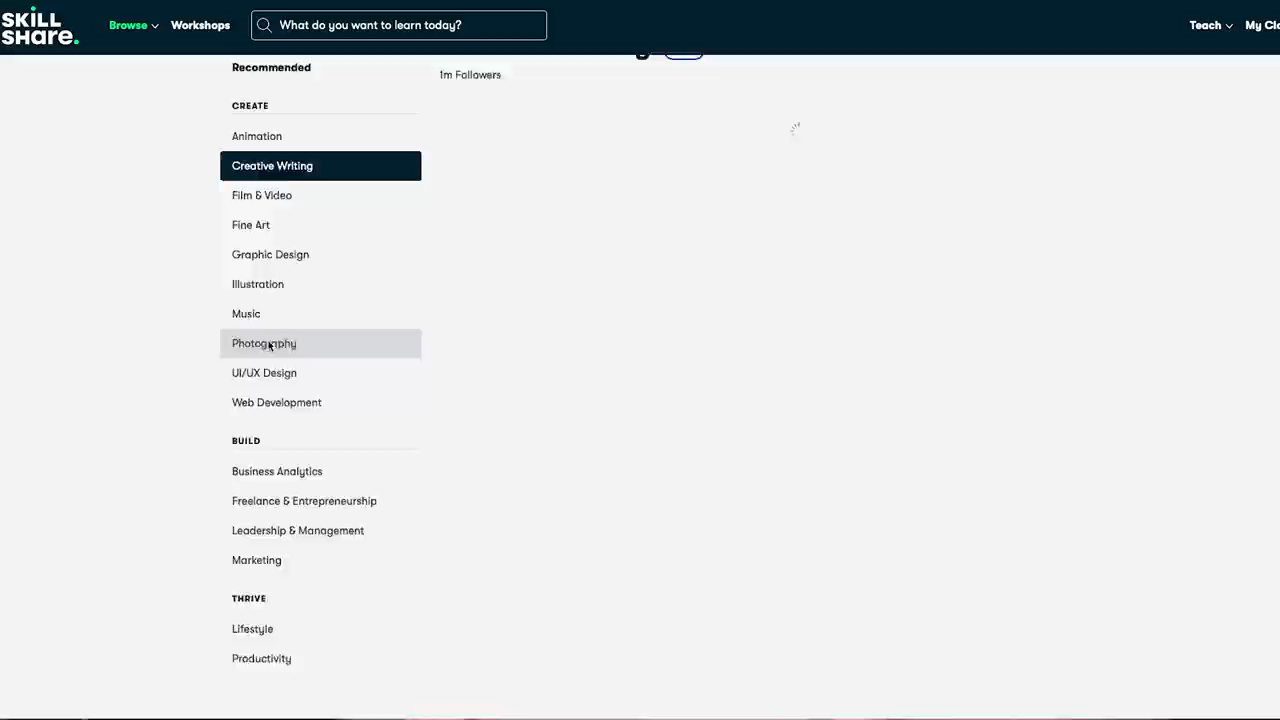 SKILL
SHARE.
Browse
Workshops
What do you want to learn today?
Teach
My
Recommended
1m Followers
CREATE
Animation
Creative Writing
Film & Video
Fine Art
Graphic Design
Illustration
Music
Photography
UI/UX Design
Web Development
BUILD
Business Analytics
Freelance & Entrepreneurship
Leadership & Management
Marketing
THRIVE
Lifestyle
Productivity